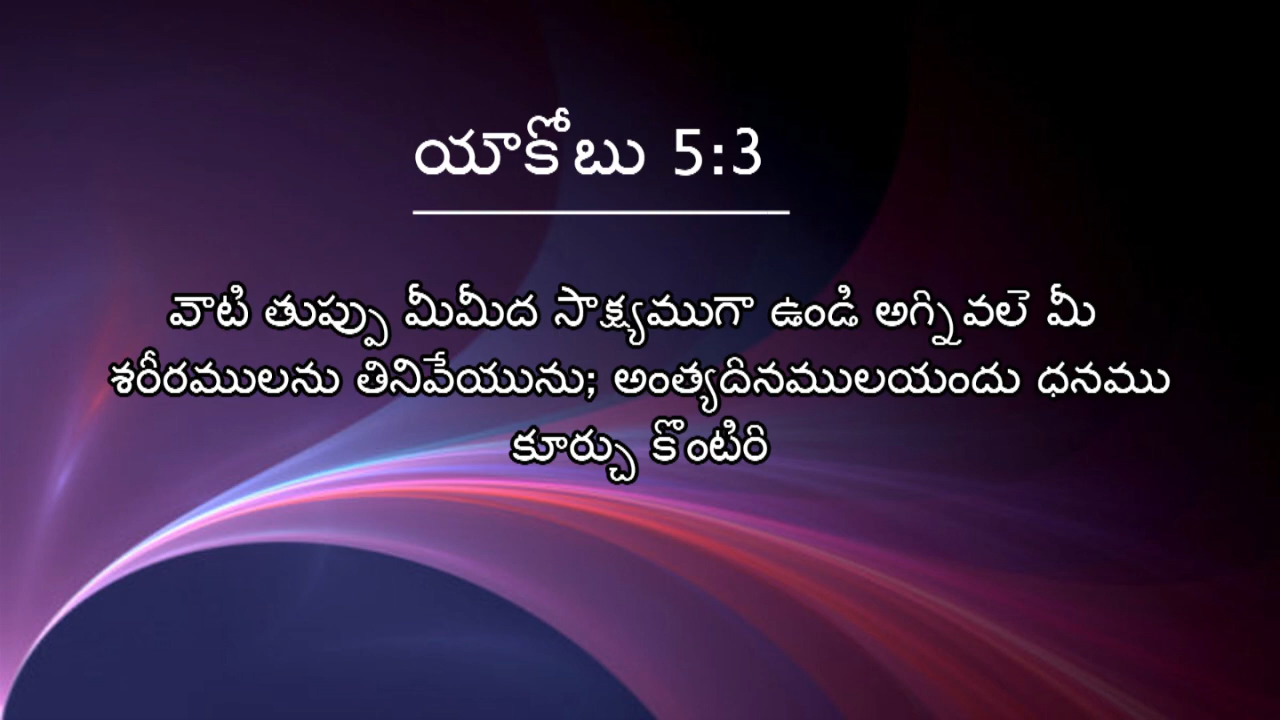 యాకోబు 5:3
వాటి తుప్పు మీమీద సాక్ష్యముగా ఉండి అగ్నివలె మీ
శరీరములను తినివేయును; అంత్యదినములయందు ధనము
కూర్చు కొంటిరి